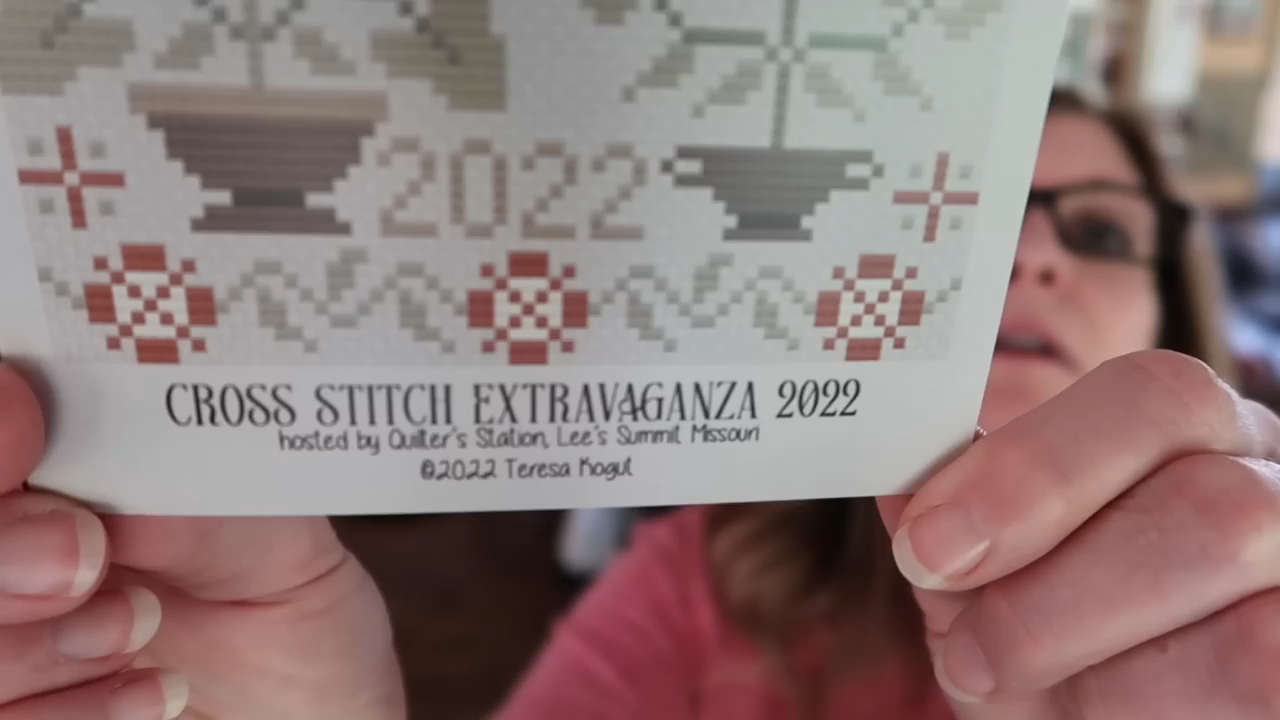 2022
CROSS STITCH EXTRAVAGANZA 2022
hosted by Quilter's Station, Lee's Summit Missouri
©2022 Teresa Kogut